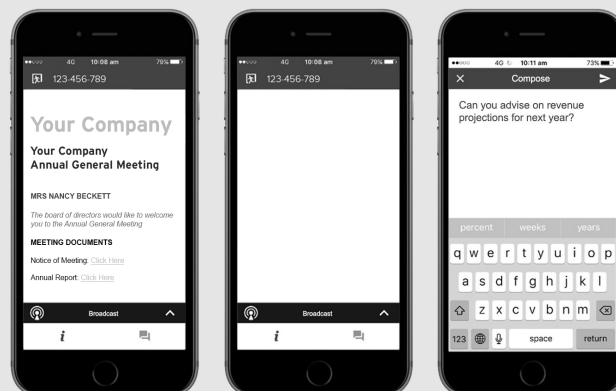 4G 10:08 am 79%
123-456-789
Your Company
Your Company
Annual General Meeting
MRS NANCY BECKETT
The board of directors would like to welcome
you to the Annual General Meeting
MEETING DOCUMENTS
Notice of Meeting: Click Here
Annual Report: Click Here
Broadcast
i
4G 10:08 am 79%
123-456-789
Broadcast
i
4G 10:11 am 73%
Compose
Can you advise on revenue
projections for next year?
percent weeks years
q w e r t y u i o p
a s d f g h j k l
z x c v b n m
123 space return